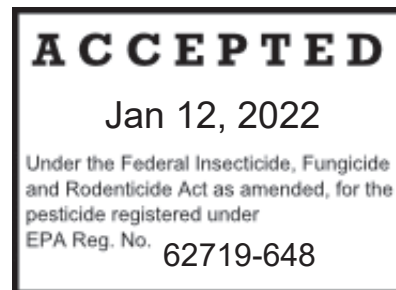 ACCEPTED
Jan 12, 2022
Under the Federal Insecticide, Fungicide
and Rodenticide Act as amended, for the
pesticide registered under
EPA Reg. No. 62719-648